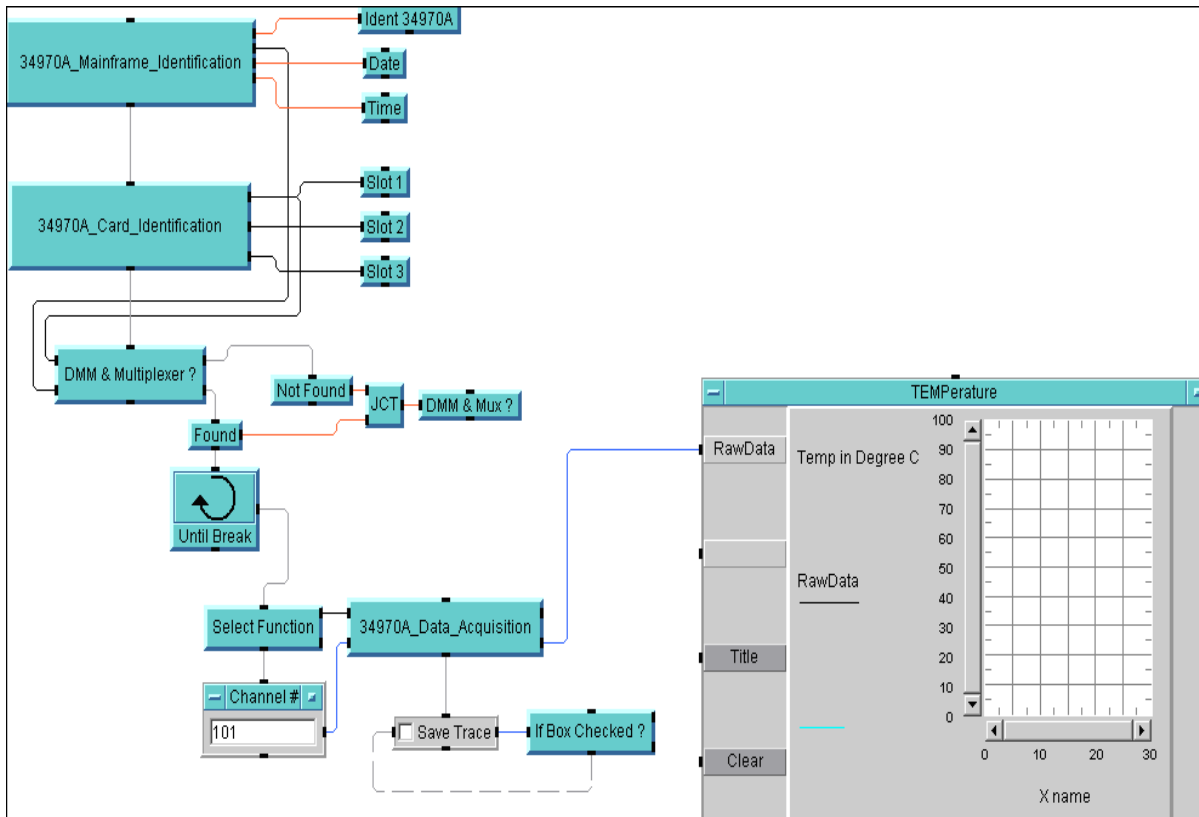 Ident 34970A
34970A_Mainframe_Identification
Date
Time
Slot 1
34970A_Card_Identification
Slot 2
Slot 3
DMM & Multiplexer ?
Not Found
JCT
DMM & Mux ?
Found
Until Break
Select Function
34970A_Data_Acquisition
Channel #
101
Save Trace
If Box Checked ?
TEMPerature
RawData
Title
Clear
Temp in Degree C
RawData
100
90
80
70
60
50
40
30
20
10
0
0 10 20 30
X name